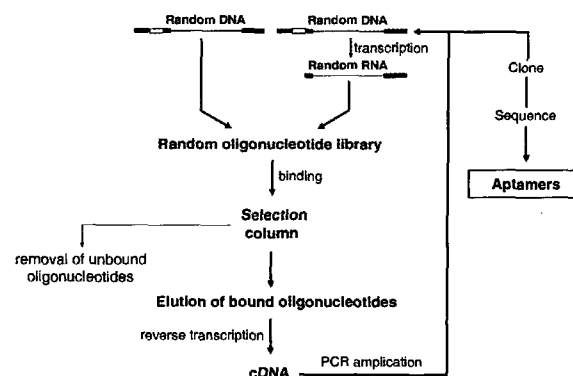 Random DNA
Random DNA
transcription
Random RNA
Clone
Sequence
Random oligonucleotide library
binding
Aptamers
Selection
column
removal of unbound
oligonucleotides
Elution of bound oligonucleotides
reverse transcription
cDNA
PCR amplication